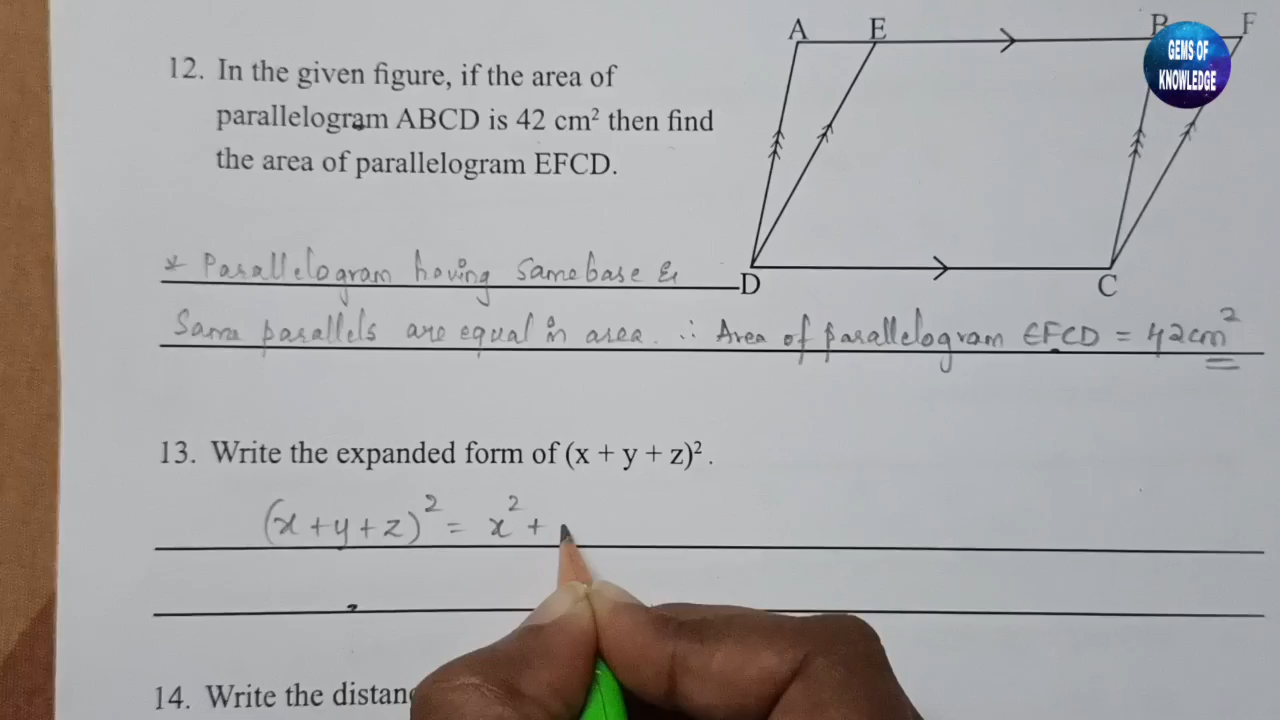 A E B F
GEMS OF
KNOWLEDGE
12. In the given figure, if the area of
parallelogram ABCD is 42 cm² then find
the area of parallelogram EFCD.
* Parallelogram having same base &
D C
Same parallels are equal in area. ∴ Area of parallelogram EFCD = 42cm²
13. Write the expanded form of (x + y + z)² .
(x+y+z)² = x² +
14. Write the distan